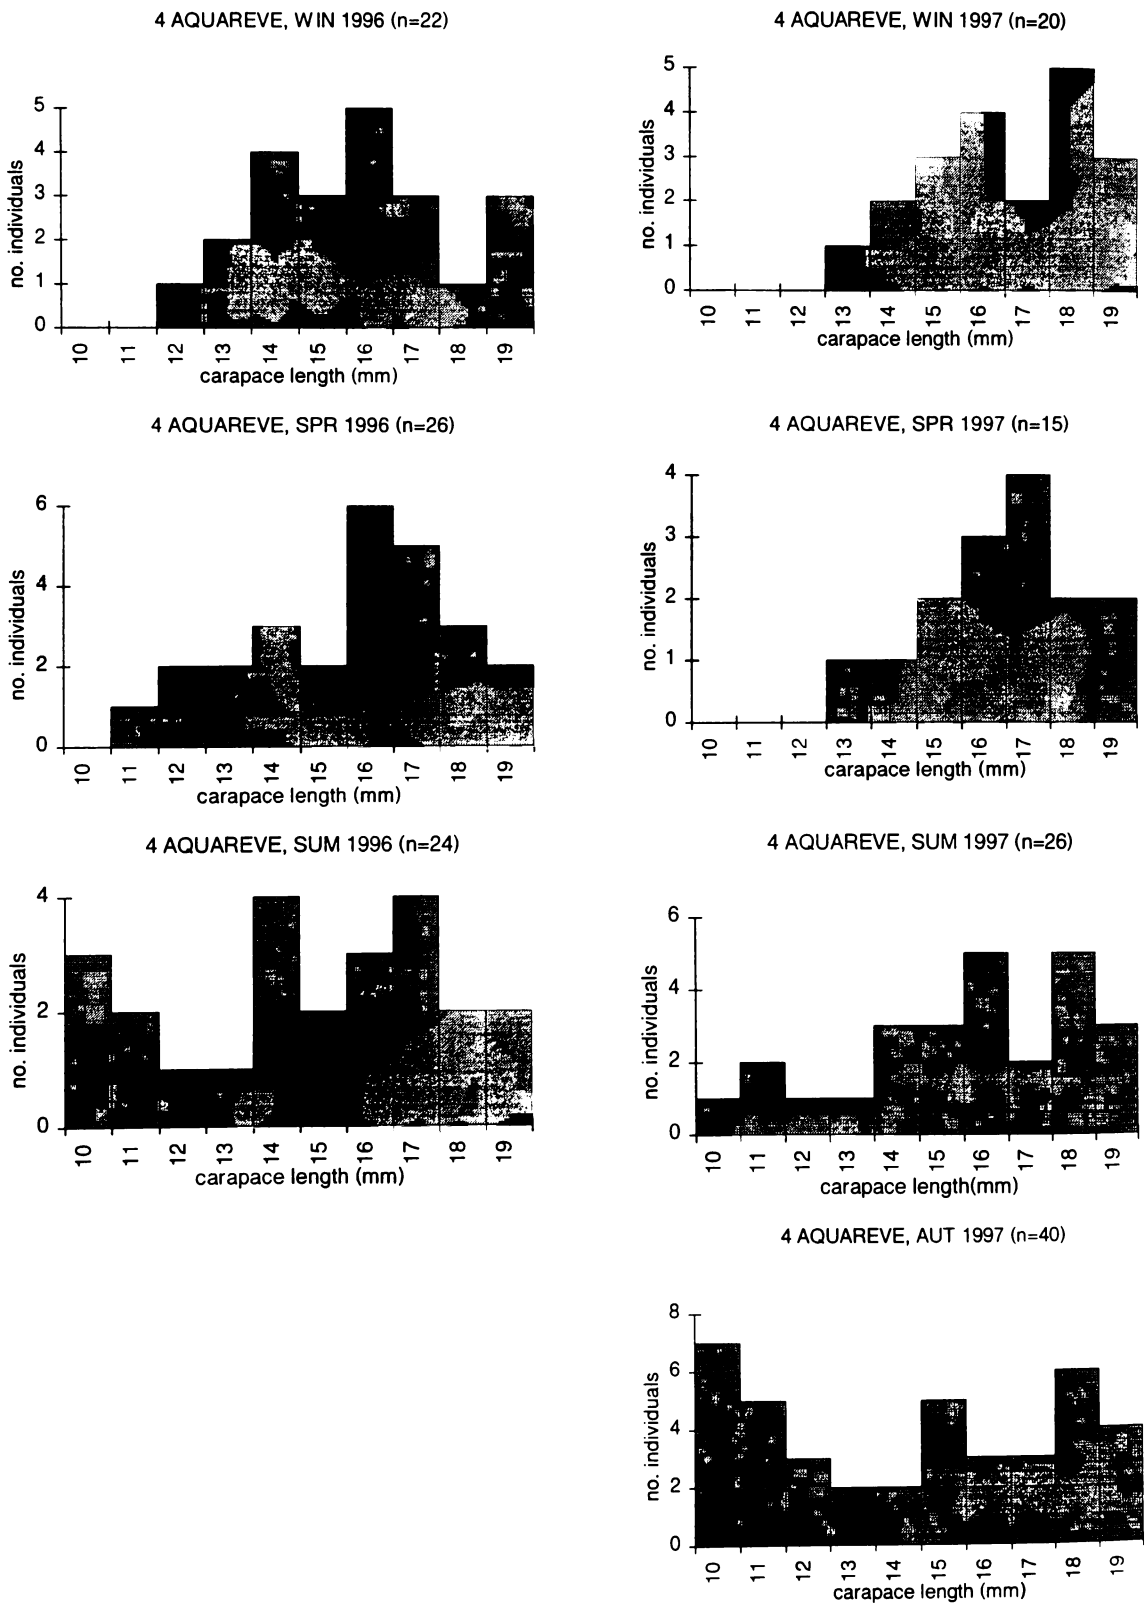 4 AQUAREVE, WIN 1996 (n=22)
no. individuals
5
4
3
2
1
0
10 11 12 13 14 15 16 17 18 19
carapace length (mm)
4 AQUAREVE, WIN 1997 (n=20)
no. individuals
5
4
3
2
1
0
10 11 12 13 14 15 16 17 18 19
carapace length (mm)
4 AQUAREVE, SPR 1996 (n=26)
no. individuals
6
4
2
0
10 11 12 13 14 15 16 17 18 19
carapace length (mm)
4 AQUAREVE, SPR 1997 (n=15)
no. individuals
4
3
2
1
0
10 11 12 13 14 15 16 17 18 19
carapace length (mm)
4 AQUAREVE, SUM 1996 (n=24)
no. individuals
4
2
0
10 11 12 13 14 15 16 17 18 19
carapace length (mm)
4 AQUAREVE, SUM 1997 (n=26)
no. individuals
6
4
2
0
10 11 12 13 14 15 16 17 18 19
carapace length(mm)
4 AQUAREVE, AUT 1997 (n=40)
no. individuals
8
6
4
2
0
10 11 12 13 14 15 16 17 18 19
carapace length (mm)